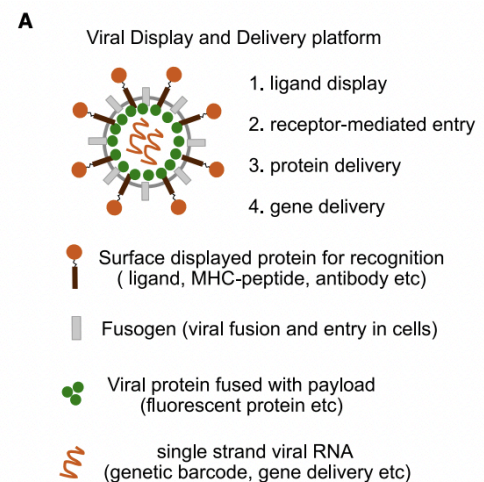 A
Viral Display and Delivery platform
1. ligand display
2. receptor-mediated entry
3. protein delivery
4. gene delivery
Surface displayed protein for recognition
( ligand, MHC-peptide, antibody etc)
Fusogen (viral fusion and entry in cells)
Viral protein fused with payload
(fluorescent protein etc)
single strand viral RNA
(genetic barcode, gene delivery etc)